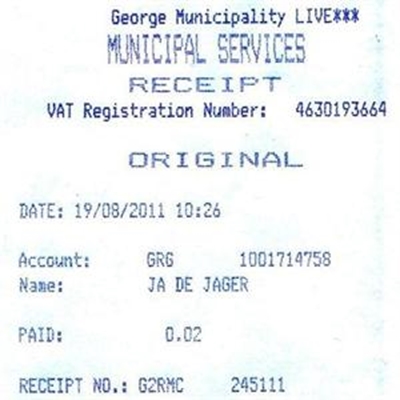 George Municipality LIVE***
MUNICIPAL SERVICES
RECEIPT
VAT Registration Number: 4630193664
ORIGINAL
DATE: 19/08/2011 10:26
Account: GRG 1001714758
Name: JA DE JAGER
PAID: 0.02
RECEIPT NO.: G2RMC 245111